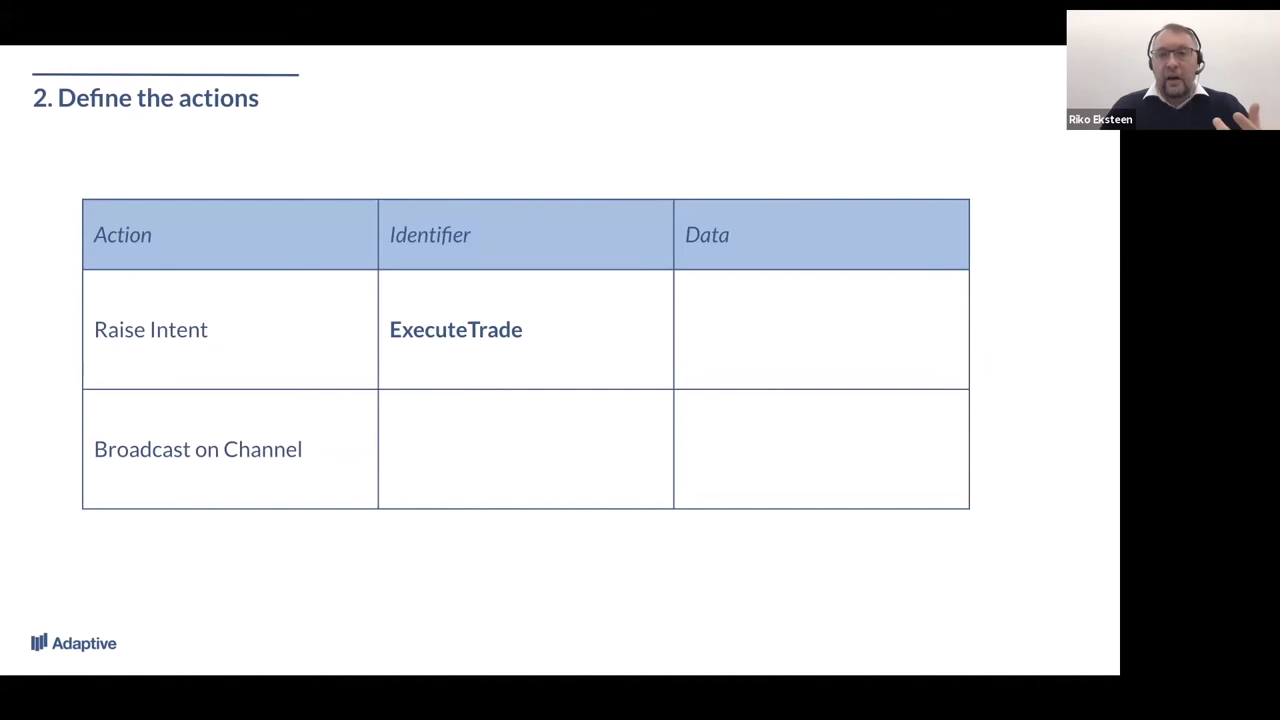 2. Define the actions
Riko Eksteen
Action Identifier Data
Raise Intent ExecuteTrade
Broadcast on Channel
Adaptive